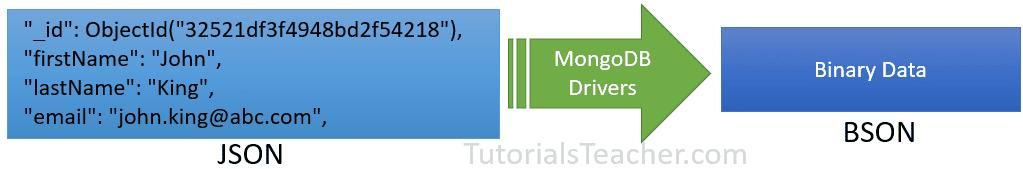 "_id": ObjectId("32521df3f4948bd2f54218"),
"firstName": "John",
"lastName": "King",
"email": "john.king@abc.com",
JSON
MongoDB
Drivers
Binary Data
BSON
TutorialsTeacher.com